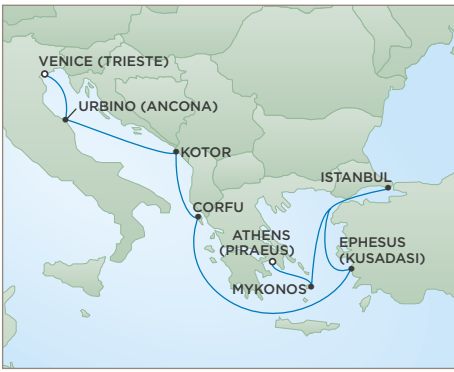 VENICE (TRIESTE)
URBINO (ANCONA)
KOTOR
ISTANBUL
CORFU
ATHENS
(PIRAEUS)
EPHESUS
(KUSADASI)
MYKONOS